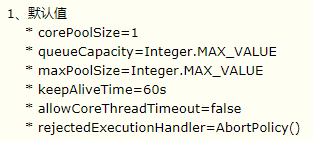 1、默认值
* corePoolSize=1
* queueCapacity=Integer.MAX_VALUE
* maxPoolSize=Integer.MAX_VALUE
* keepAliveTime=60s
* allowCoreThreadTimeout=false
* rejectedExecutionHandler=AbortPolicy()